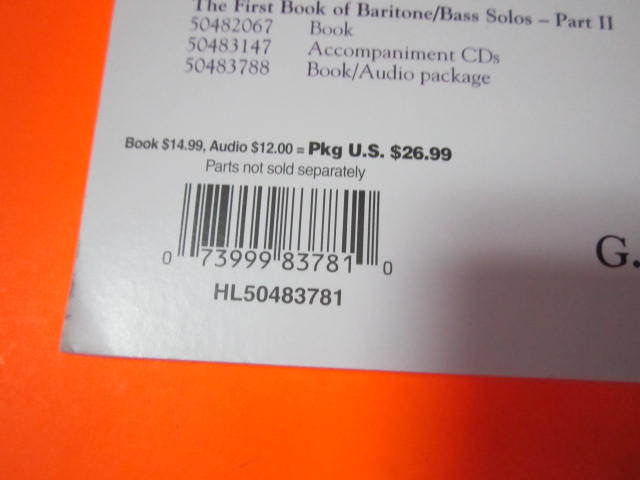 The First Book of Baritone/Bass Solos – Part II
50482067 Book
50483147 Accompaniment CDs
50483788 Book/Audio package
Book $14.99, Audio $12.00 = Pkg U.S. $26.99
Parts not sold separately
0 73999 83781 0
HL50483781
G.